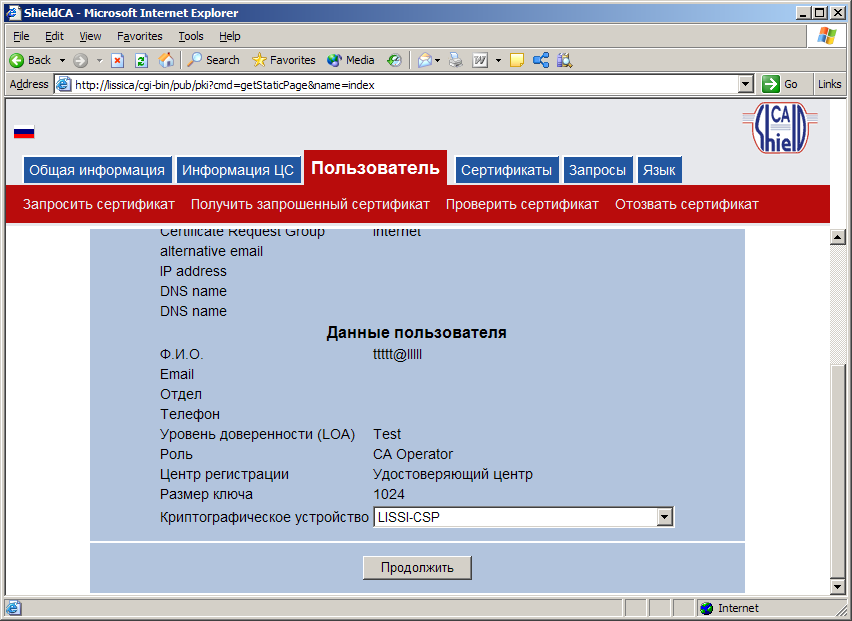 ShieldCA - Microsoft Internet Explorer
File Edit View Favorites Tools Help
Back Search Favorites Media
Address http://lissica/cgi-bin/pub/pki?cmd=getStaticPage&name=index Go Links
CA
Shield
Общая информация Информация ЦС Пользователь Сертификаты Запросы Язык
Запросить сертификат Получить запрошенный сертификат Проверить сертификат Отозвать сертификат
Certificate Request Group internet
alternative email
IP address
DNS name
DNS name
Данные пользователя
Ф.И.О. ttttt@lllll
Email
Отдел
Телефон
Уровень доверенности (LOA) Test
Роль CA Operator
Центр регистрации Удостоверяющий центр
Размер ключа 1024
Криптографическое устройство LISSI-CSP
Продолжить
Internet